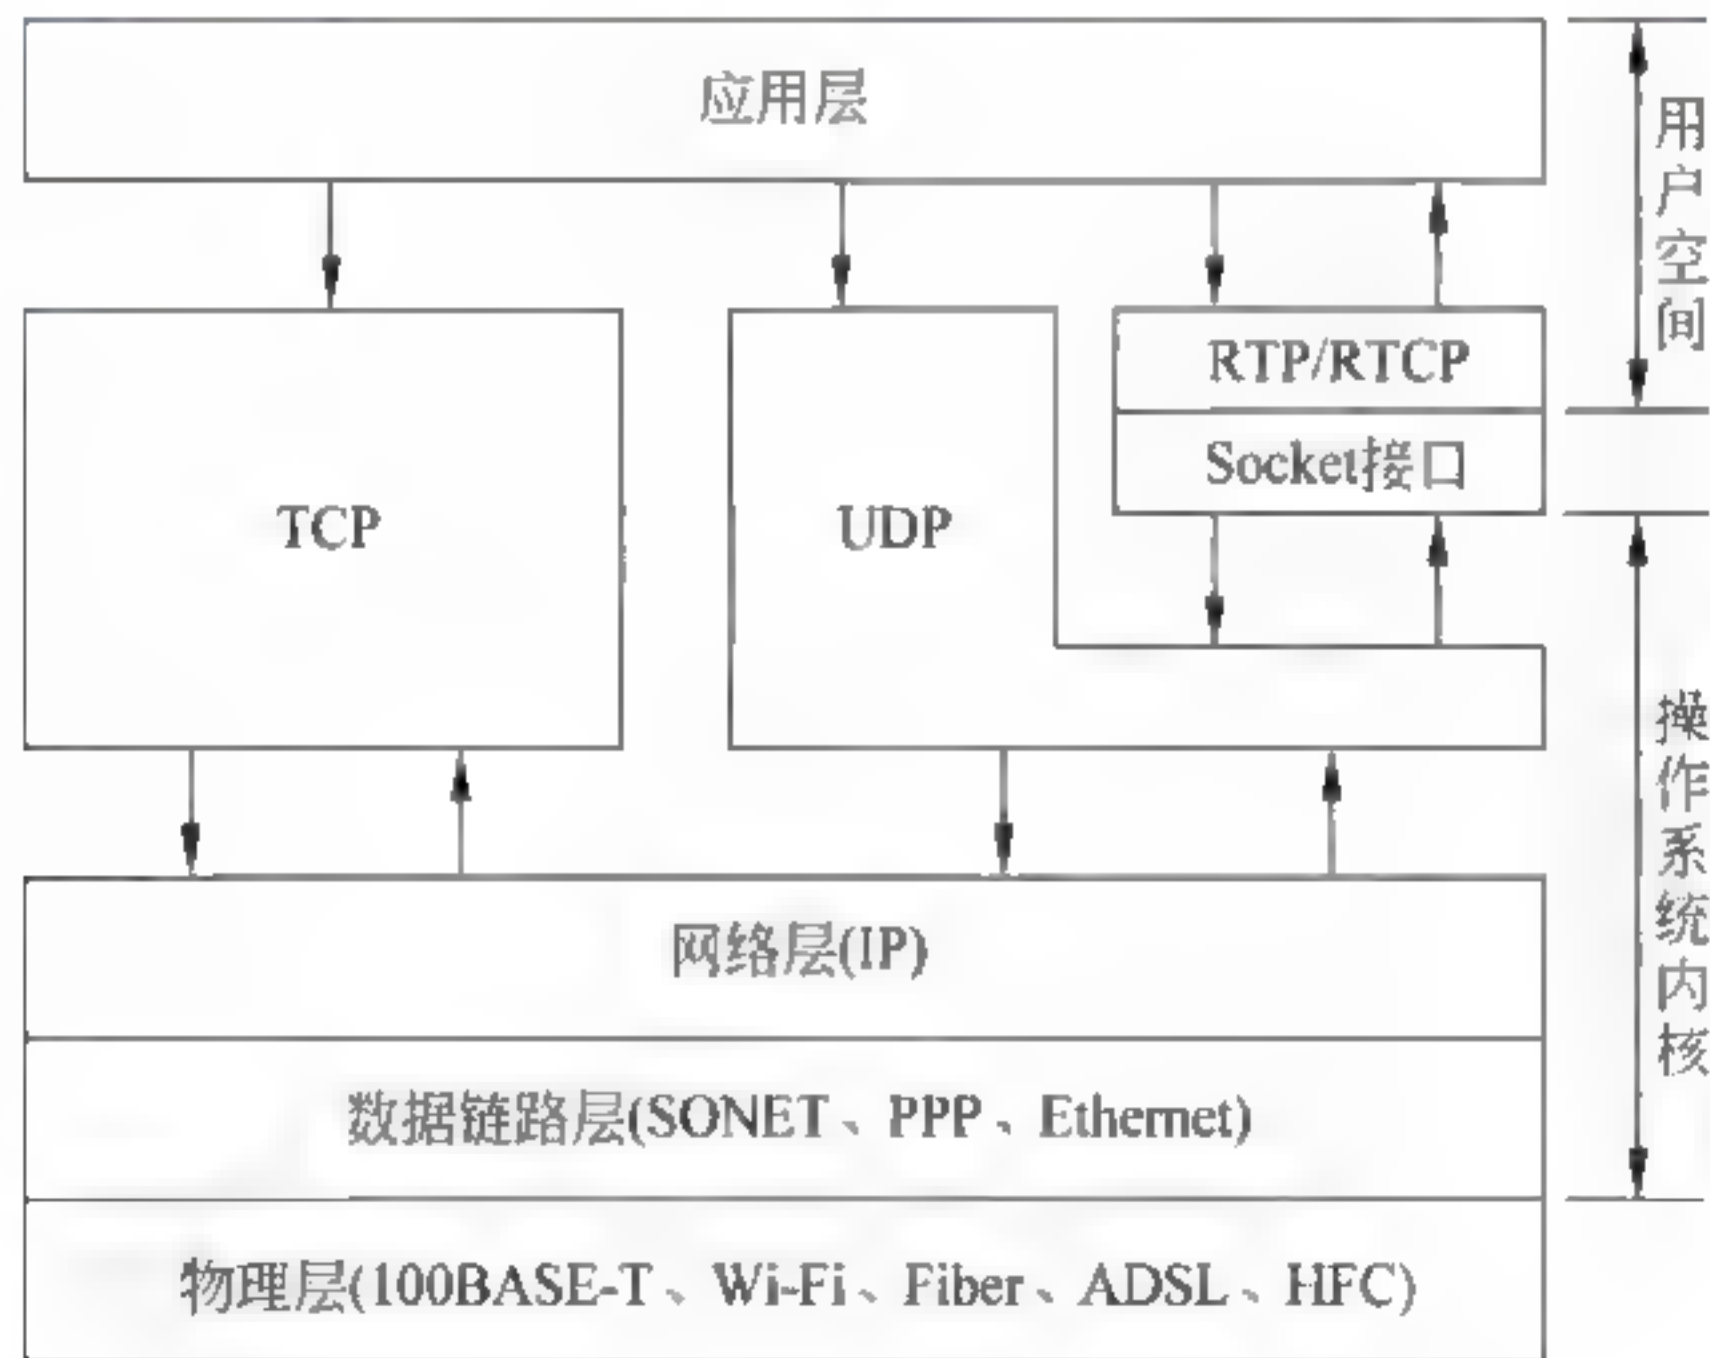 应用层
用户空间
RTP/RTCP
Socket接口
TCP
UDP
操作系统内核
网络层(IP)
数据链路层(SONET、PPP、Ethernet)
物理层(100BASE-T、Wi-Fi、Fiber、ADSL、HFC)